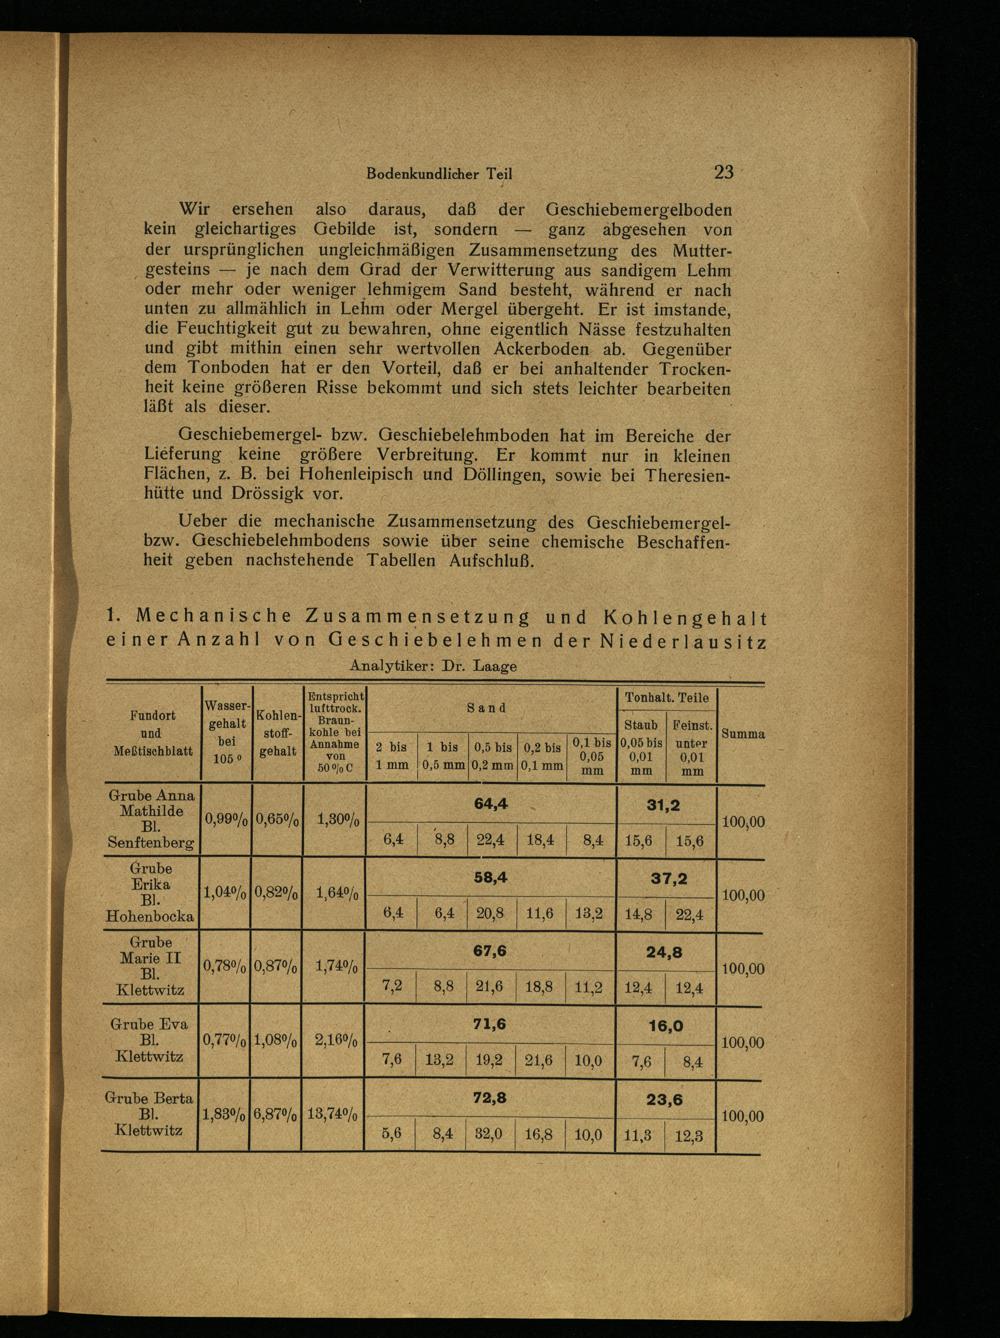 Bodenkundlicher Teil 23
Wir ersehen also daraus, daß der Geschiebemergelboden
kein gleichartiges Gebilde ist, sondern — ganz abgesehen von
der ursprünglichen ungleichmäßigen Zusammensetzung des Mutter-
gesteins — je nach dem Grad der Verwitterung aus sandigem Lehm
oder mehr oder weniger lehmigem Sand besteht, während er nach
unten zu allmählich in Lehm oder Mergel übergeht. Er ist imstande,
die Feuchtigkeit gut zu bewahren, ohne eigentlich Nässe festzuhalten
und gibt mithin einen sehr wertvollen Ackerboden ab. Gegenüber
dem Tonboden hat er den Vorteil, daß er bei anhaltender Trocken-
heit keine größeren Risse bekommt und sich stets leichter bearbeiten
läßt als dieser.
Geschiebemergel- bzw. Geschiebelehmboden hat im Bereiche der
Lieferung keine größere Verbreitung. Er kommt nur in kleinen
Flächen, z. B. bei Hohenleipisch und Döllingen, sowie bei Theresien-
hütte und Drössigk vor.
Ueber die mechanische Zusammensetzung des Geschiebemergel-
bzw. Geschiebelehmbodens sowie über seine chemische Beschaffen-
heit geben nachstehende Tabellen Aufschluß.
1. Mechanische Zusammensetzung und Kohlengehalt
einer Anzahl von Geschiebelehmen der Niederlausitz
Analytiker: Dr. Laage
Fundort
und
Meßtischblatt
Wasser-
gehalt
bei
105 °
Kohlen-
stoff-
gehalt
Entspricht
lufttrock.
Braun-
kohle bei
Annahme
von
50 % C
Sand
2 bis
1 mm
1 bis
0,5 mm
0,5 bis
0,2 mm
0,2 bis
0,1 mm
0,1 bis
0,05
mm
Tonhalt. Teile
Staub
0,05 bis
0,01
mm
Feinst.
unter
0,01
mm
Summa
Grube Anna
Mathilde
Bl.
Senftenberg
0,99% 0,65% 1,30%
64,4 31,2
6,4 8,8 22,4 18,4 8,4 15,6 15,6
100,00
Grube
Erika
Bl.
Hohenbocka
1,04% 0,82% 1,64%
58,4 37,2
6,4 6,4 20,8 11,6 13,2 14,8 22,4
100,00
Grube
Marie II
Bl.
Klettwitz
0,78% 0,87% 1,74%
67,6 24,8
7,2 8,8 21,6 18,8 11,2 12,4 12,4
100,00
Grube Eva
Bl.
Klettwitz
0,77% 1,08% 2,16%
71,6 16,0
7,6 13,2 19,2 21,6 10,0 7,6 8,4
100,00
Grube Berta
Bl.
Klettwitz
1,83% 6,87% 13,74%
72,8 23,6
5,6 8,4 32,0 16,8 10,0 11,3 12,3
100,00